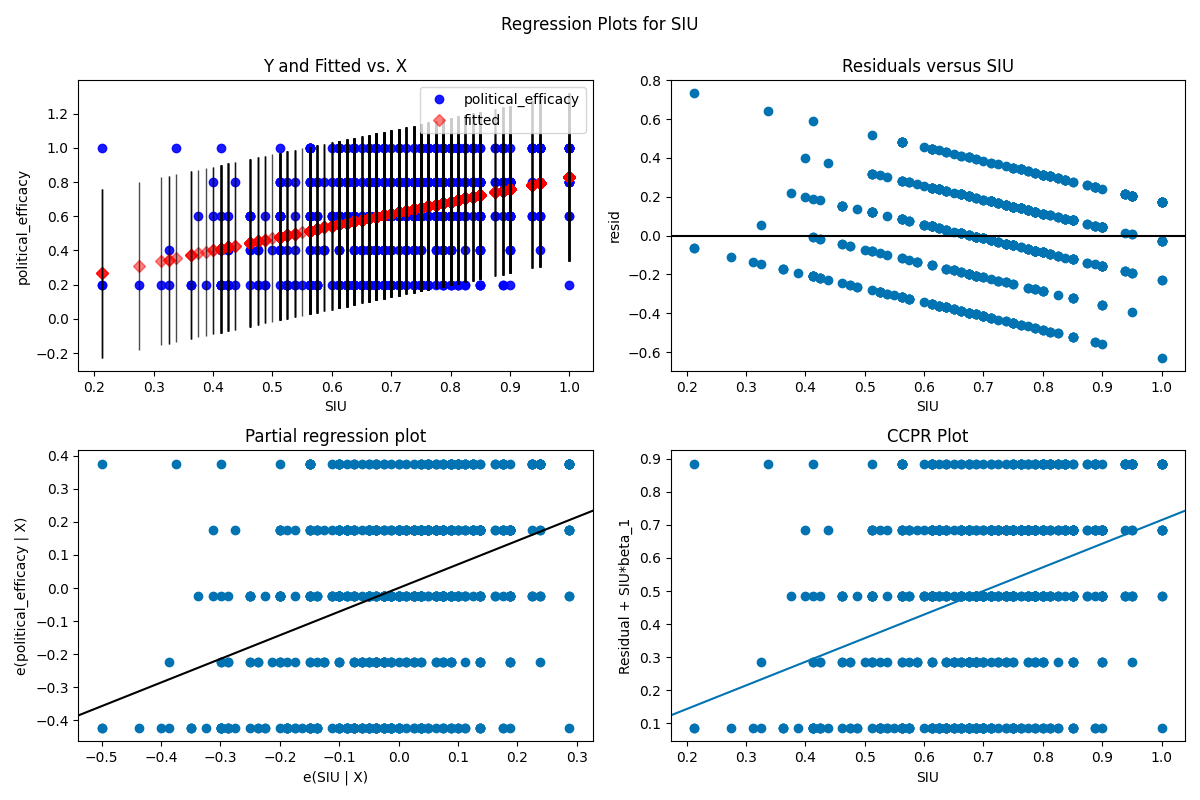 Regression Plots for SIU
Y and Fitted vs. X
political_efficacy
fitted
1.2
1.0
0.8
0.6
0.4
0.2
0.0
−0.2
political_efficacy
0.2 0.3 0.4 0.5 0.6 0.7 0.8 0.9 1.0
SIU
Residuals versus SIU
0.8
0.6
0.4
0.2
0.0
−0.2
−0.4
−0.6
resid
0.2 0.3 0.4 0.5 0.6 0.7 0.8 0.9 1.0
SIU
Partial regression plot
0.4
0.3
0.2
0.1
0.0
−0.1
−0.2
−0.3
−0.4
e(political_efficacy | X)
−0.5 −0.4 −0.3 −0.2 −0.1 0.0 0.1 0.2 0.3
e(SIU | X)
CCPR Plot
0.9
0.8
0.7
0.6
0.5
0.4
0.3
0.2
0.1
Residual + SIU*beta_1
0.2 0.3 0.4 0.5 0.6 0.7 0.8 0.9 1.0
SIU